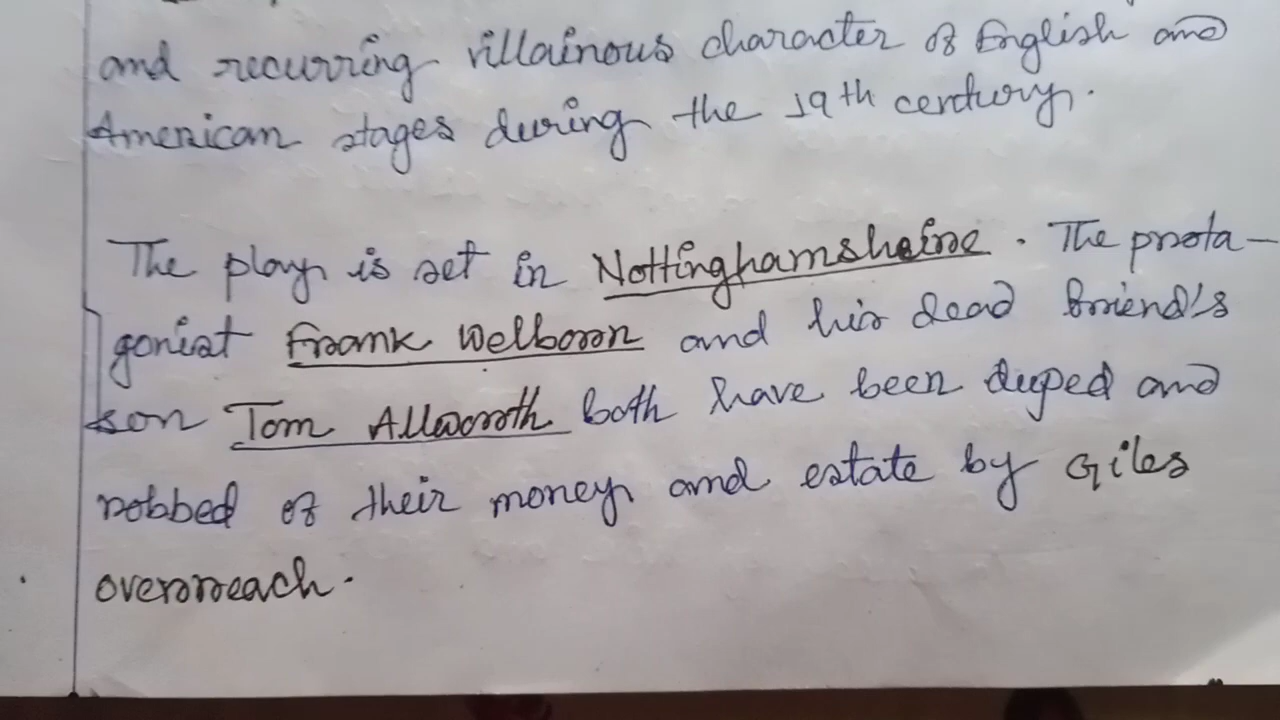 and recurring villainous character of English and
American stages during the 19th century.
The play is set in Nottinghamsheire. The prota-
gonist Frank Welborn and his dead friend's
son Tom Allworth both have been duped and
robbed of their money and estate by Giles
overreach.